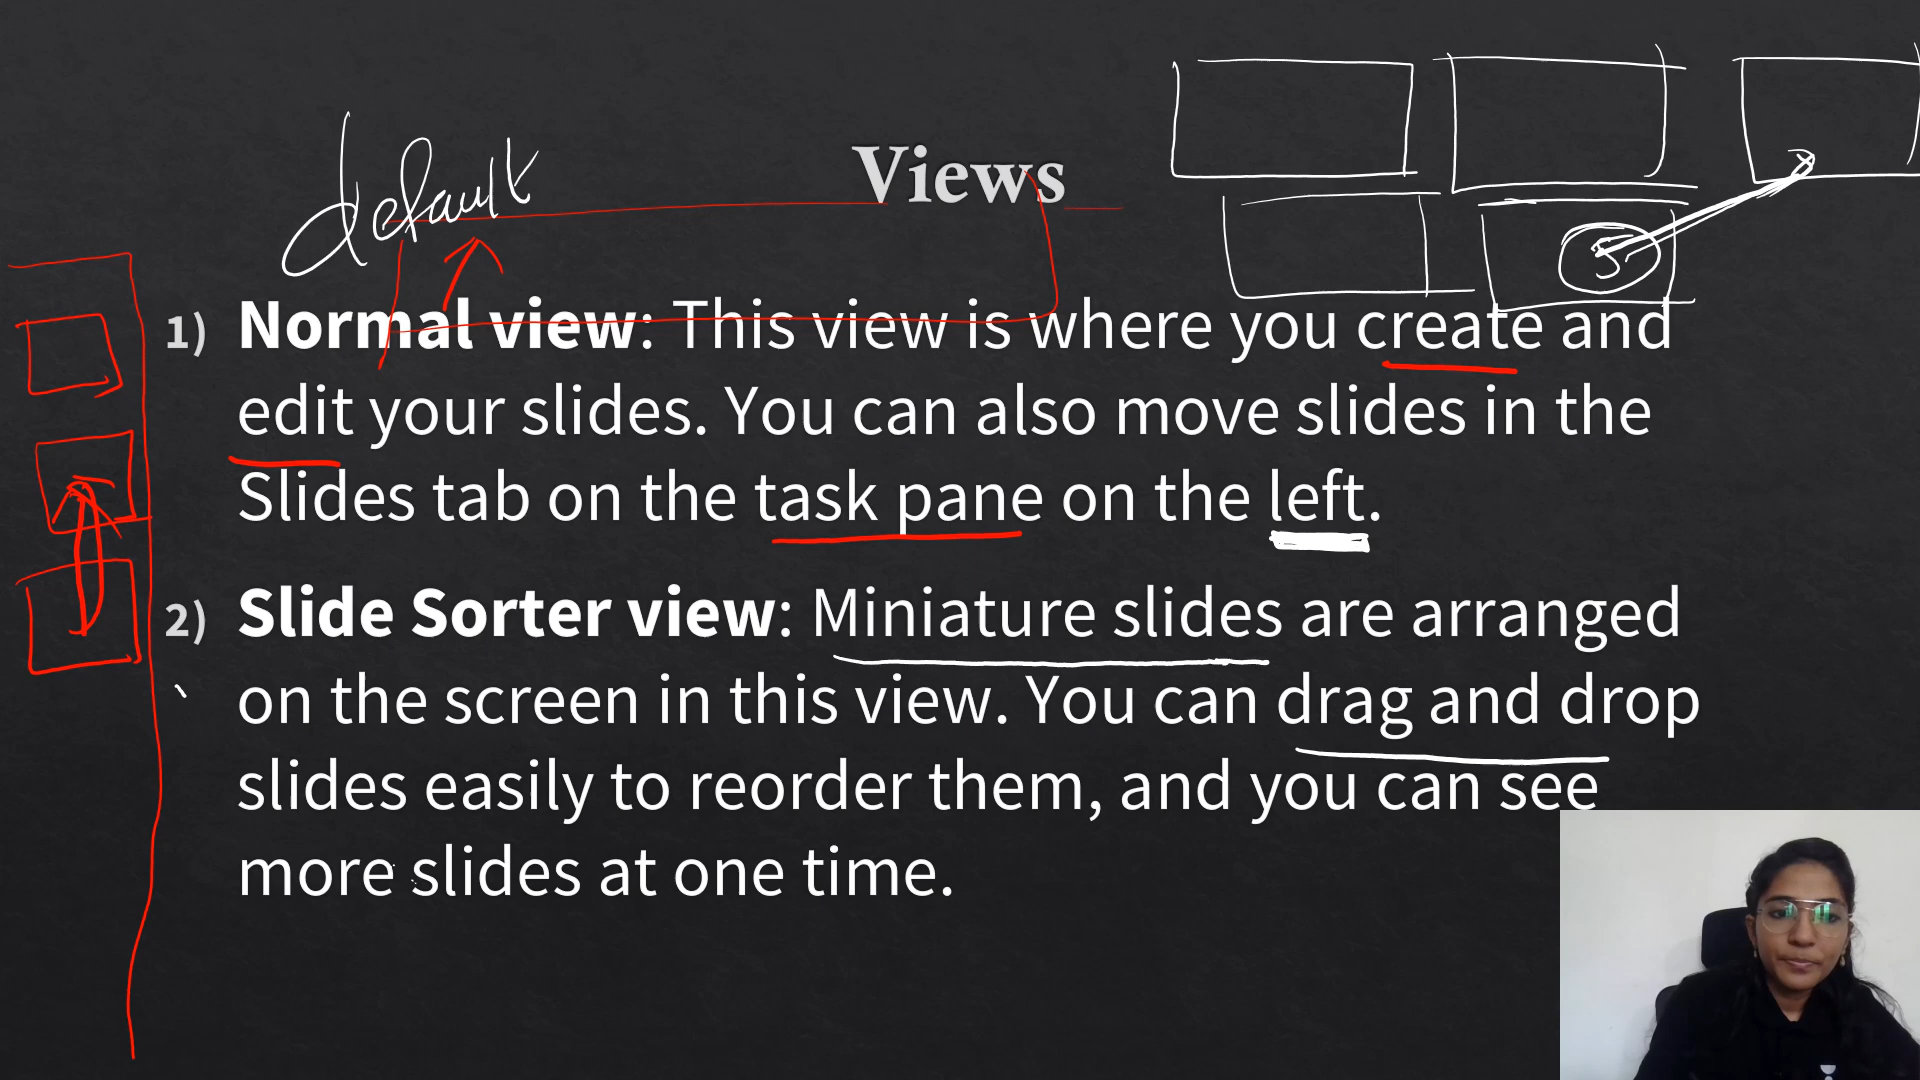 default
Views
1) Normal view: This view is where you create and
edit your slides. You can also move slides in the
Slides tab on the task pane on the left.
2) Slide Sorter view: Miniature slides are arranged
on the screen in this view. You can drag and drop
slides easily to reorder them, and you can see
more slides at one time.
5